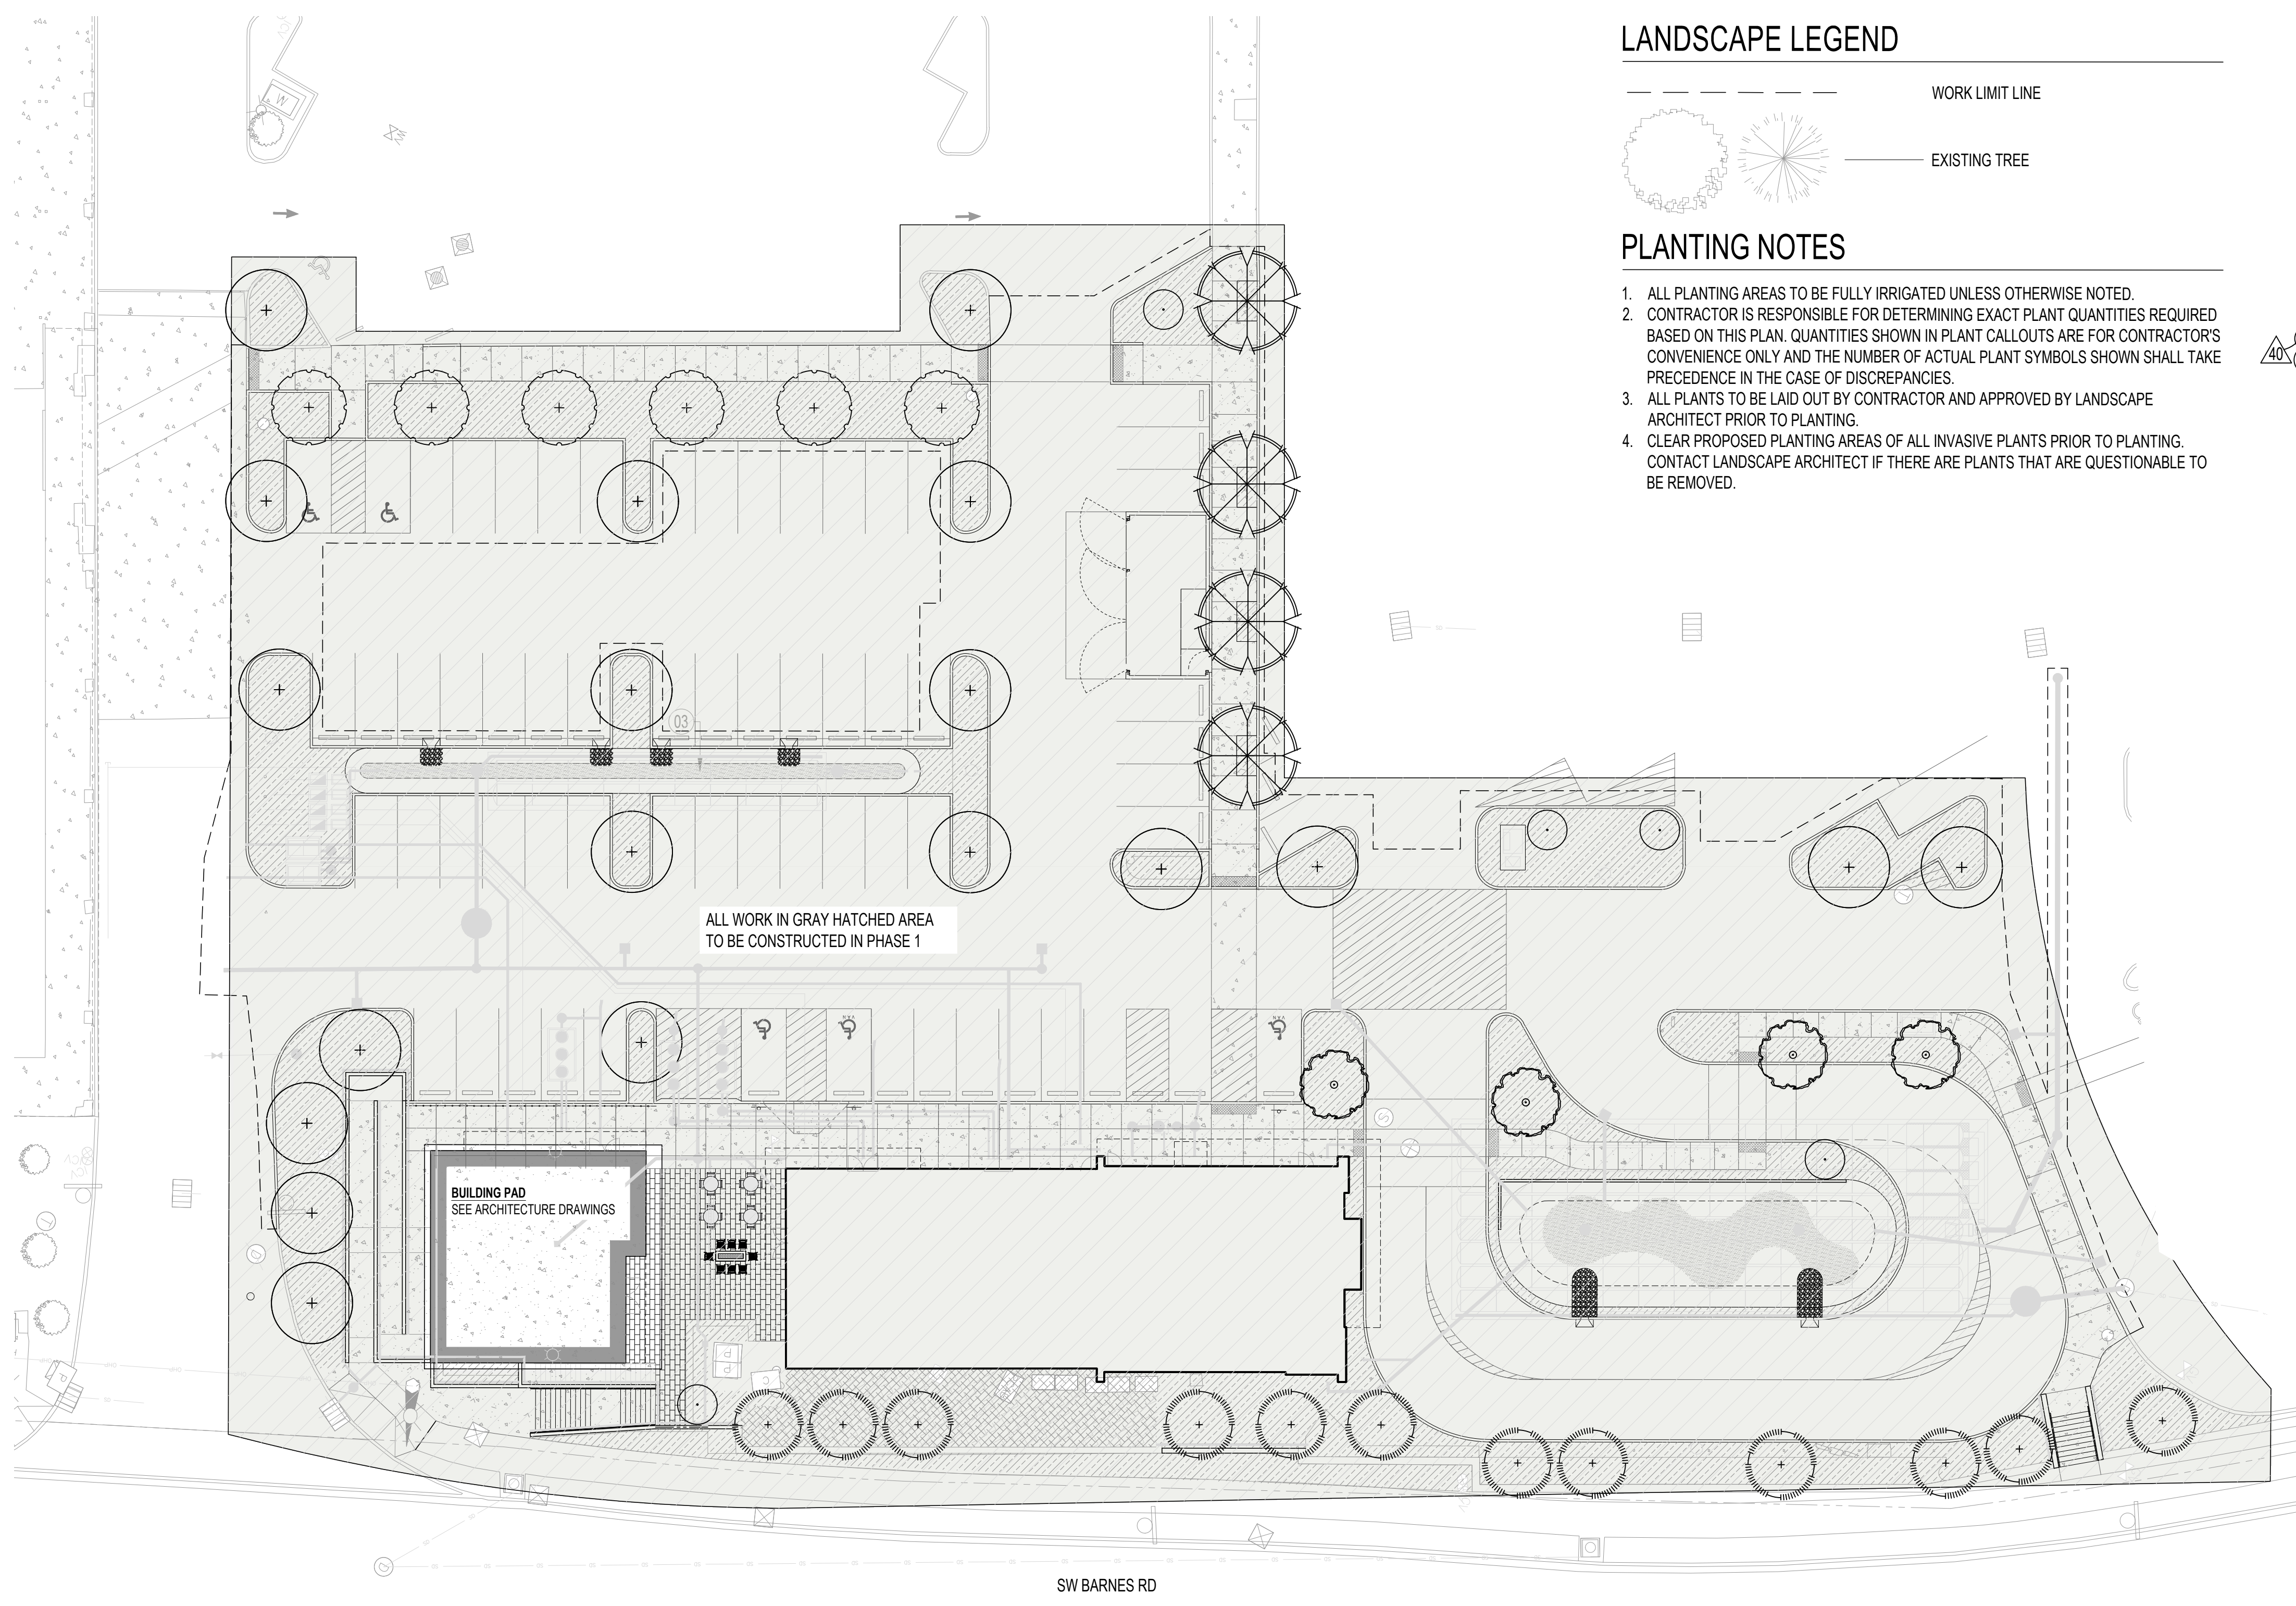 LANDSCAPE LEGEND
WORK LIMIT LINE
EXISTING TREE
PLANTING NOTES
1. ALL PLANTING AREAS TO BE FULLY IRRIGATED UNLESS OTHERWISE NOTED.
2. CONTRACTOR IS RESPONSIBLE FOR DETERMINING EXACT PLANT QUANTITIES REQUIRED
BASED ON THIS PLAN. QUANTITIES SHOWN IN PLANT CALLOUTS ARE FOR CONTRACTOR'S
CONVENIENCE ONLY AND THE NUMBER OF ACTUAL PLANT SYMBOLS SHOWN SHALL TAKE
PRECEDENCE IN THE CASE OF DISCREPANCIES.
3. ALL PLANTS TO BE LAID OUT BY CONTRACTOR AND APPROVED BY LANDSCAPE
ARCHITECT PRIOR TO PLANTING.
4. CLEAR PROPOSED PLANTING AREAS OF ALL INVASIVE PLANTS PRIOR TO PLANTING.
CONTACT LANDSCAPE ARCHITECT IF THERE ARE PLANTS THAT ARE QUESTIONABLE TO
BE REMOVED.
40
W
03
ALL WORK IN GRAY HATCHED AREA
TO BE CONSTRUCTED IN PHASE 1
VAN
VAN
S
BUILDING PAD
SEE ARCHITECTURE DRAWINGS
D
P
P
C
D
SW BARNES RD